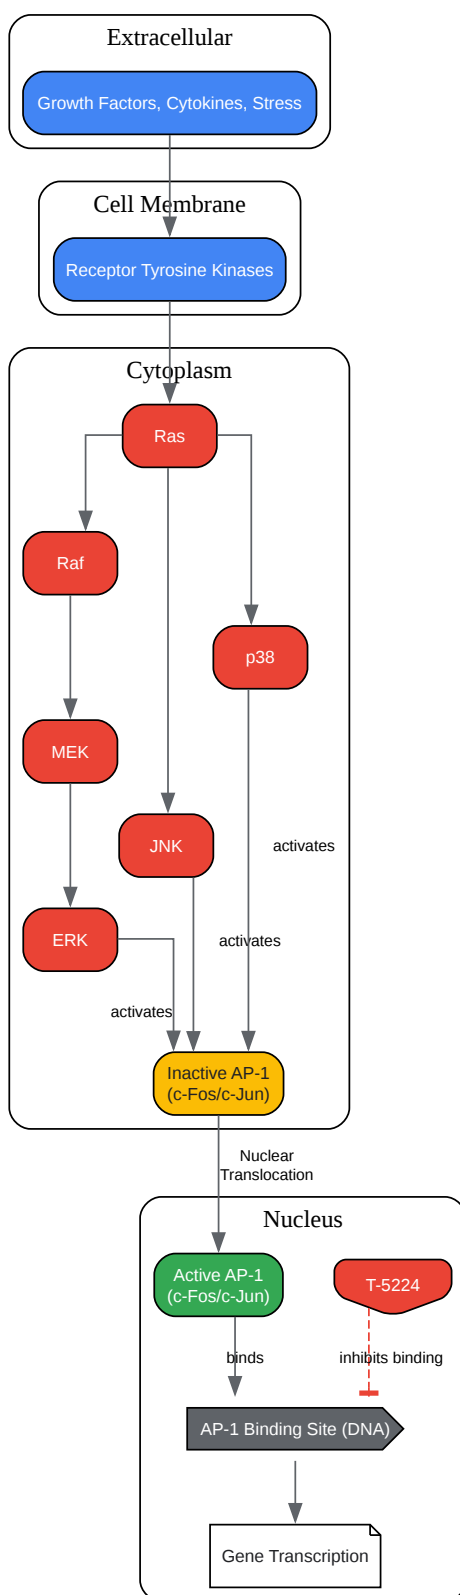 Extracellular
Growth Factors, Cytokines, Stress
Cell Membrane
Receptor Tyrosine Kinases
Cytoplasm
Ras
Raf
p38
MEK
JNK
activates
ERK
activates
activates
Inactive AP-1
(c-Fos/c-Jun)
Nuclear
Translocation
Nucleus
Active AP-1
(c-Fos/c-Jun)
T-5224
binds
inhibits binding
AP-1 Binding Site (DNA)
Gene Transcription